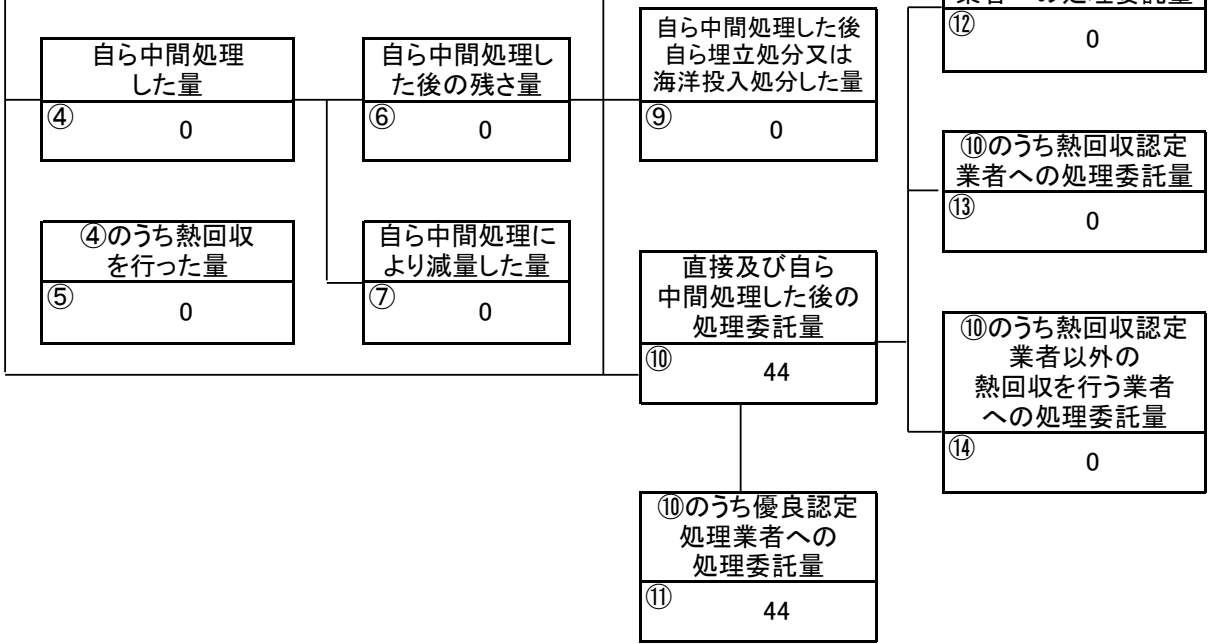 ⑫
0
自ら中間処理
した量
④
0
自ら中間処理し
た後の残さ量
⑥
0
自ら中間処理した後
自ら埋立処分又は
海洋投入処分した量
⑨
0
⑩のうち熱回収認定
業者への処理委託量
⑬
0
④のうち熱回収
を行った量
⑤
0
自ら中間処理に
より減量した量
⑦
0
直接及び自ら
中間処理した後の
処理委託量
⑩
44
⑩のうち熱回収認定
業者以外の
熱回収を行う業者
への処理委託量
⑭
0
⑩のうち優良認定
処理業者への
処理委託量
⑪
44